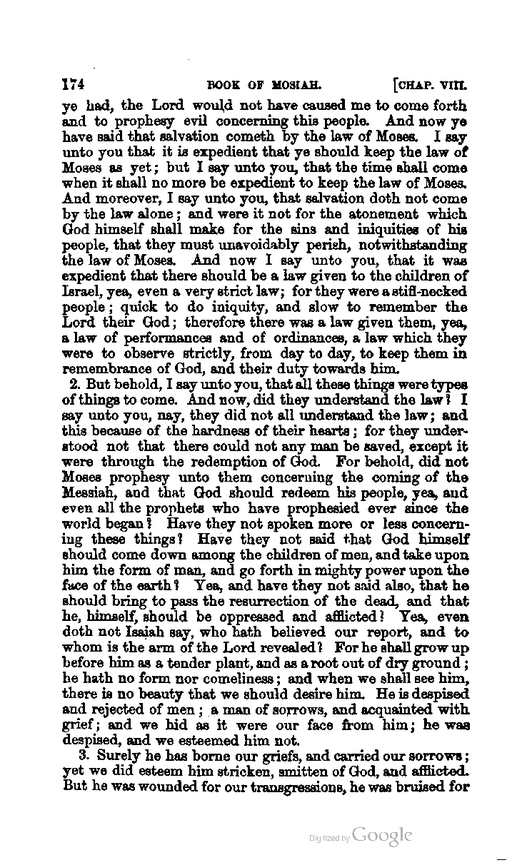 174 BOOK OF MOSIAH. [CHAP. VIII.
ye had, the Lord would not have caused me to come forth
and to prophesy evil concerning this people. And now ye
have said that salvation cometh by the law of Moses. I say
unto you that it is expedient that ye should keep the law of
Moses as yet; but I say unto you, that the time shall come
when it shall no more be expedient to keep the law of Moses.
And moreover, I say unto you, that salvation doth not come
by the law alone; and were it not for the atonement which
God himself shall make for the sins and iniquities of his
people, that they must unavoidably perish, notwithstanding
the law of Moses. And now I say unto you, that it was
expedient that there should be a law given to the children of
Israel, yea, even a very strict law; for they were a stiff-necked
people; quick to do iniquity, and slow to remember the
Lord their God; therefore there was a law given them, yea,
a law of performances and of ordinances, a law which they
were to observe strictly, from day to day, to keep them in
remembrance of God, and their duty towards him.
2. But behold, I say unto you, that all these things were types
of things to come. And now, did they understand the law? I
say unto you, nay, they did not all understand the law; and
this because of the hardness of their hearts; for they under-
stood not that there could not any man be saved, except it
were through the redemption of God. For behold, did not
Moses prophesy unto them concerning the coming of the
Messiah, and that God should redeem his people, yea, and
even all the prophets who have prophesied ever since the
world began? Have they not spoken more or less concern-
ing these things? Have they not said that God himself
should come down among the children of men, and take upon
him the form of man, and go forth in mighty power upon the
face of the earth? Yea, and have they not said also, that he
should bring to pass the resurrection of the dead, and that
he, himself, should be oppressed and afflicted? Yea, even
doth not Isaiah say, who hath believed our report, and to
whom is the arm of the Lord revealed? For he shall grow up
before him as a tender plant, and as a root out of dry ground;
he hath no form nor comeliness; and when we shall see him,
there is no beauty that we should desire him. He is despised
and rejected of men; a man of sorrows, and acquainted with
grief; and we hid as it were our face from him; he was
despised, and we esteemed him not.
3. Surely he has borne our griefs, and carried our sorrows;
yet we did esteem him stricken, smitten of God, and afflicted.
But he was wounded for our transgressions, he was bruised for
Digitized by Google